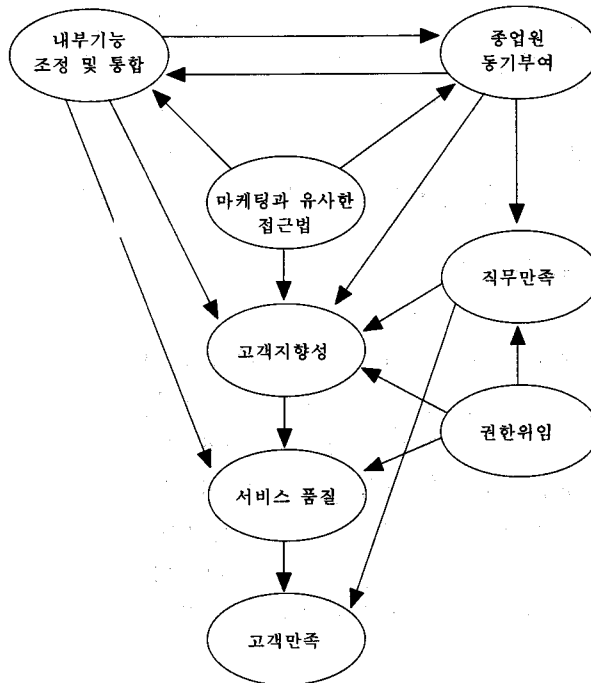 내부기능
조정 및 통합
종업원
동기부여
마케팅과 유사한
접근법
직무만족
고객지향성
권한위임
서비스 품질
고객만족